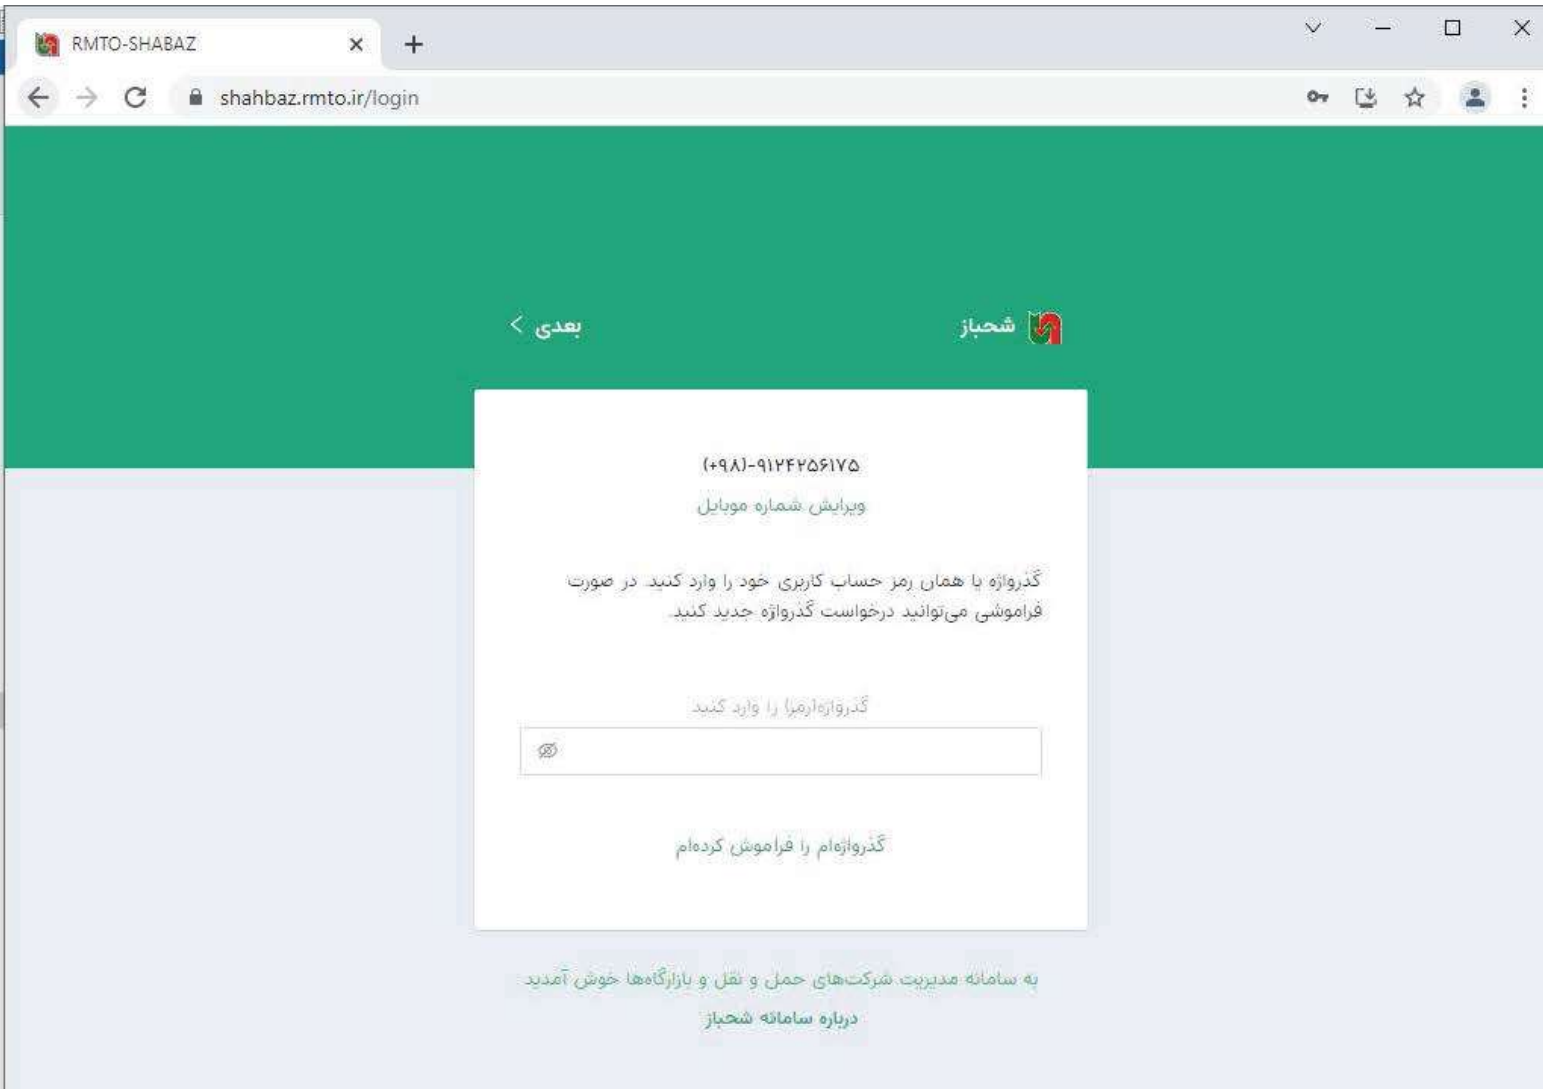 RMTO-SHABAZ
shahbaz.rmto.ir/login
شحباز
بعدی >
(+۹۸)-۹۱۲۴۲۵۶۱۷۵
ویرایش شماره موبایل
گذرواژه یا همان رمز حساب کاربری خود را وارد کنید. در صورت
فراموشی می‌توانید درخواست گذرواژه جدید کنید.
گذرواژه(رمز) را وارد کنید
گذرواژه‌ام را فراموش کرده‌ام
به سامانه مدیریت شرکت‌های حمل و نقل و بازارگاه‌ها خوش آمدید
درباره سامانه شحباز